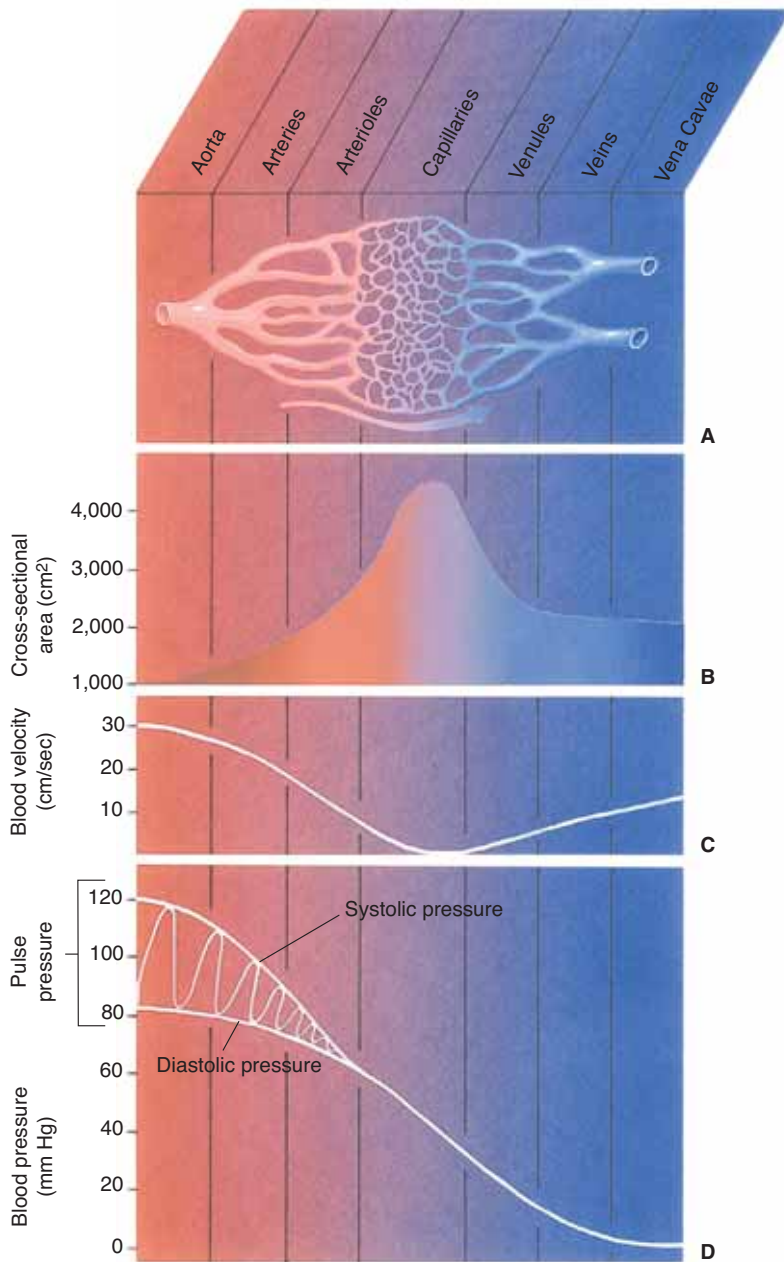 Aorta
Arteries
Arterioles
Capillaries
Venules
Veins
Vena Cavae
A
Cross-sectional
area (cm²)
4,000
3,000
2,000
1,000
B
Blood velocity
(cm/sec)
30
20
10
C
Pulse
pressure
Blood pressure
(mm Hg)
120
100
80
60
40
20
0
Systolic pressure
Diastolic pressure
D